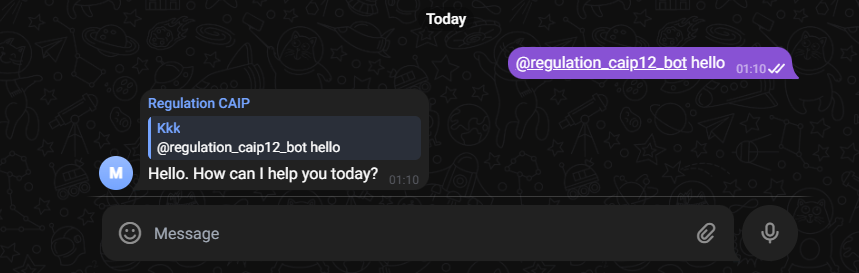 Today
@regulation_caip12_bot hello
01:10
Regulation CAIP
Kkk
@regulation_caip12_bot hello
M
Hello. How can I help you today?
01:10
Message